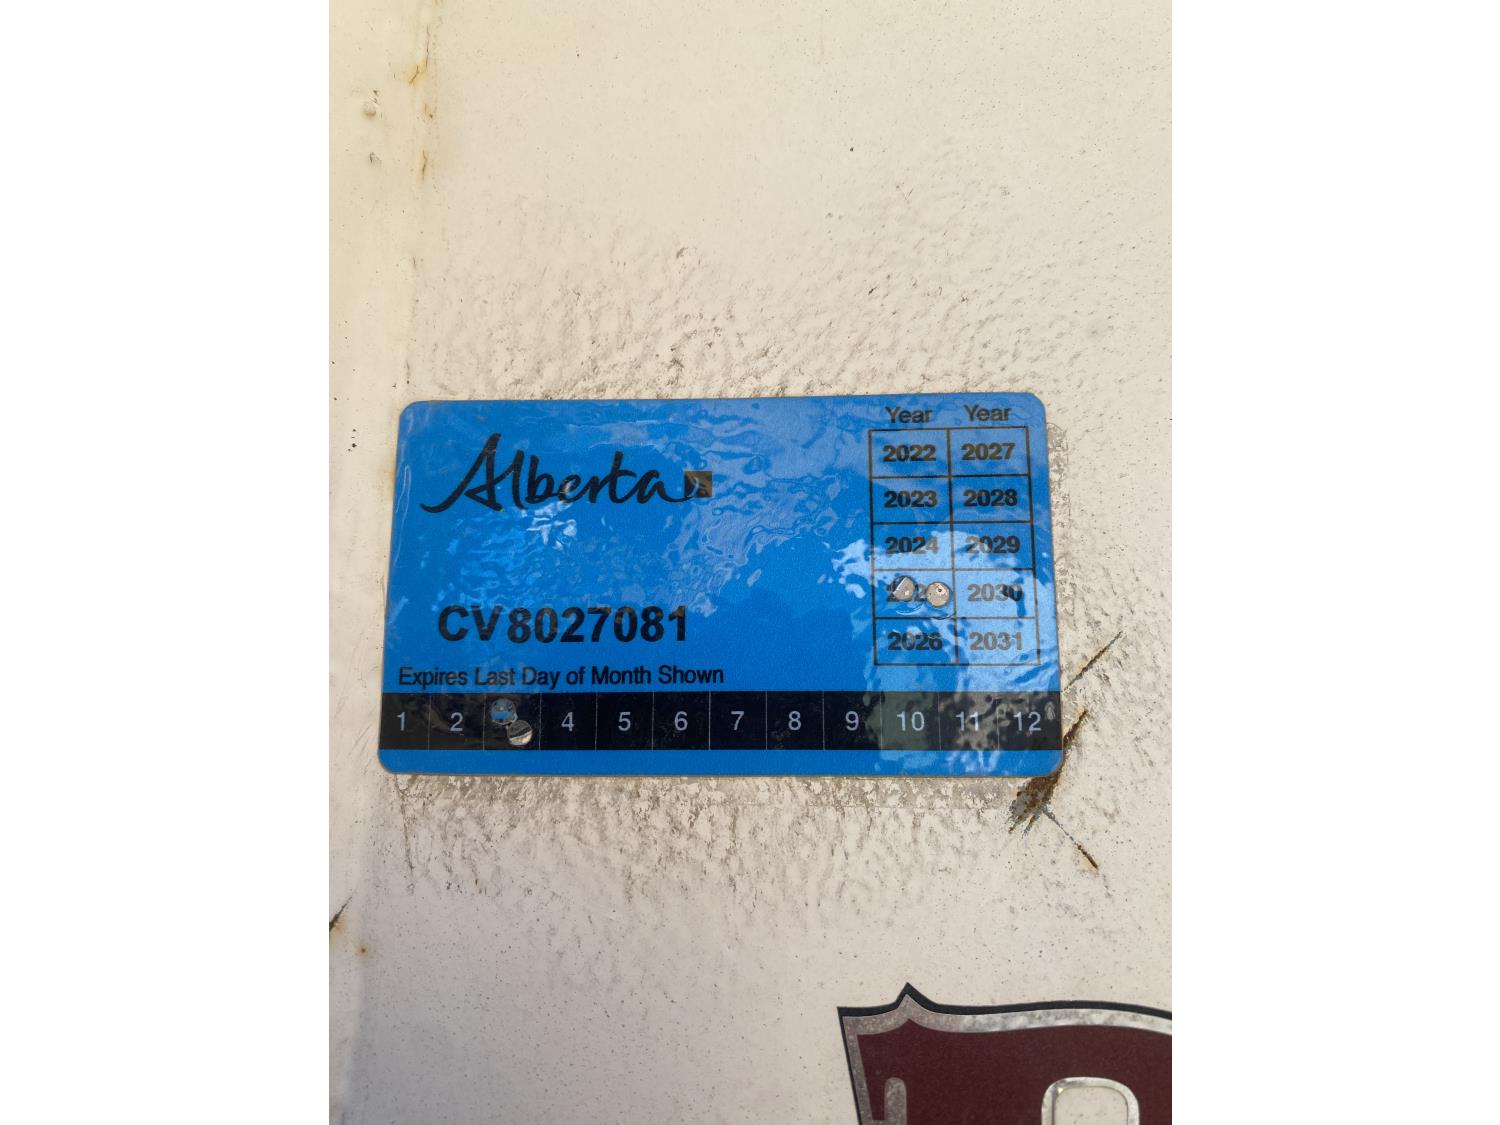 Alberta
Year Year
2022 2027
2023 2028
2024 2029
2030
2026 2031
CV8027081
Expires Last Day of Month Shown
1 2 4 5 6 7 8 9 10 11 12